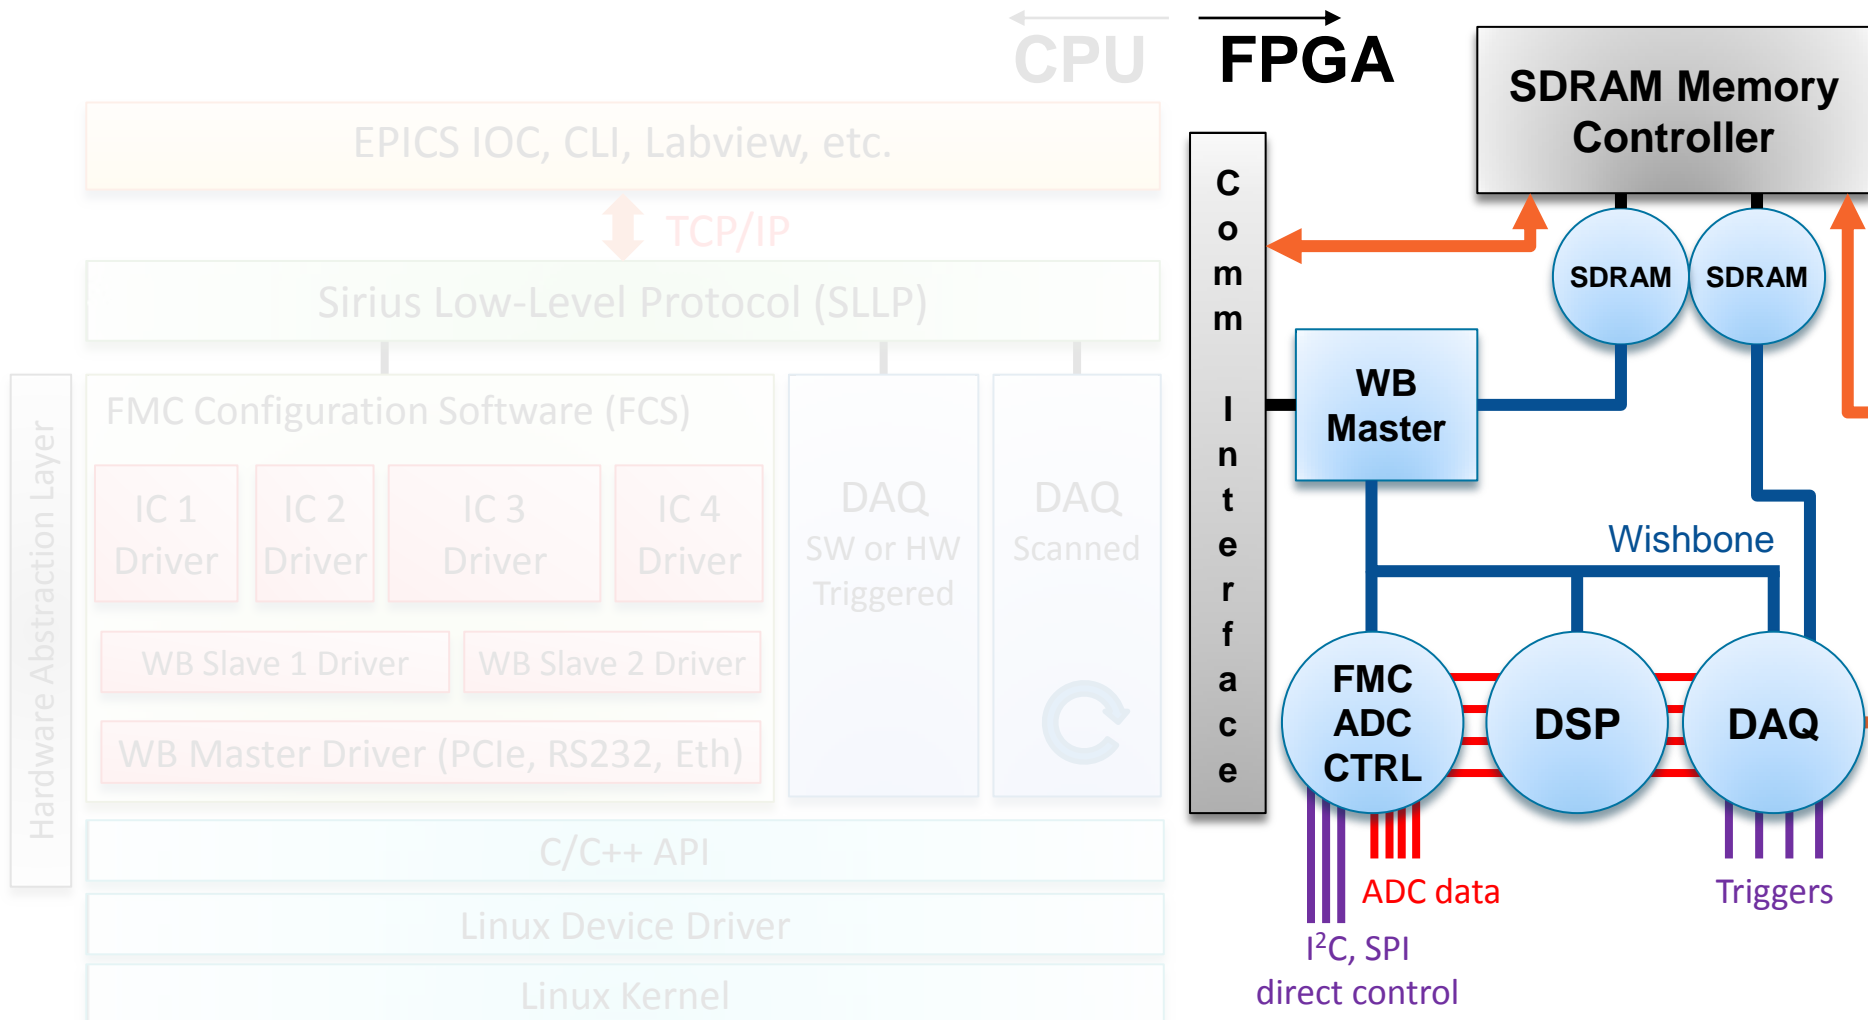 CPU
FPGA
SDRAM Memory
Controller
EPICS IOC, CLI, Labview, etc.
TCP/IP
Sirius Low-Level Protocol (SLLP)
Hardware Abstraction Layer
FMC Configuration Software (FCS)
IC 1
Driver
IC 2
Driver
IC 3
Driver
IC 4
Driver
WB Slave 1 Driver
WB Slave 2 Driver
WB Master Driver (PCIe, RS232, Eth)
DAQ
SW or HW
Triggered
DAQ
Scanned
C/C++ API
Linux Device Driver
Linux Kernel
Comm Interface
SDRAM
SDRAM
WB
Master
Wishbone
FMC
ADC
CTRL
DSP
DAQ
ADC data
Triggers
I²C, SPI
direct control